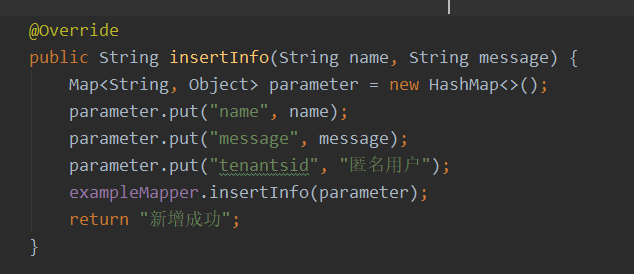 @Override
public String insertInfo(String name, String message) {
Map<String, Object> parameter = new HashMap<>();
parameter.put("name", name);
parameter.put("message", message);
parameter.put("tenantsid", "匿名用户");
exampleMapper.insertInfo(parameter);
return "新增成功";
}